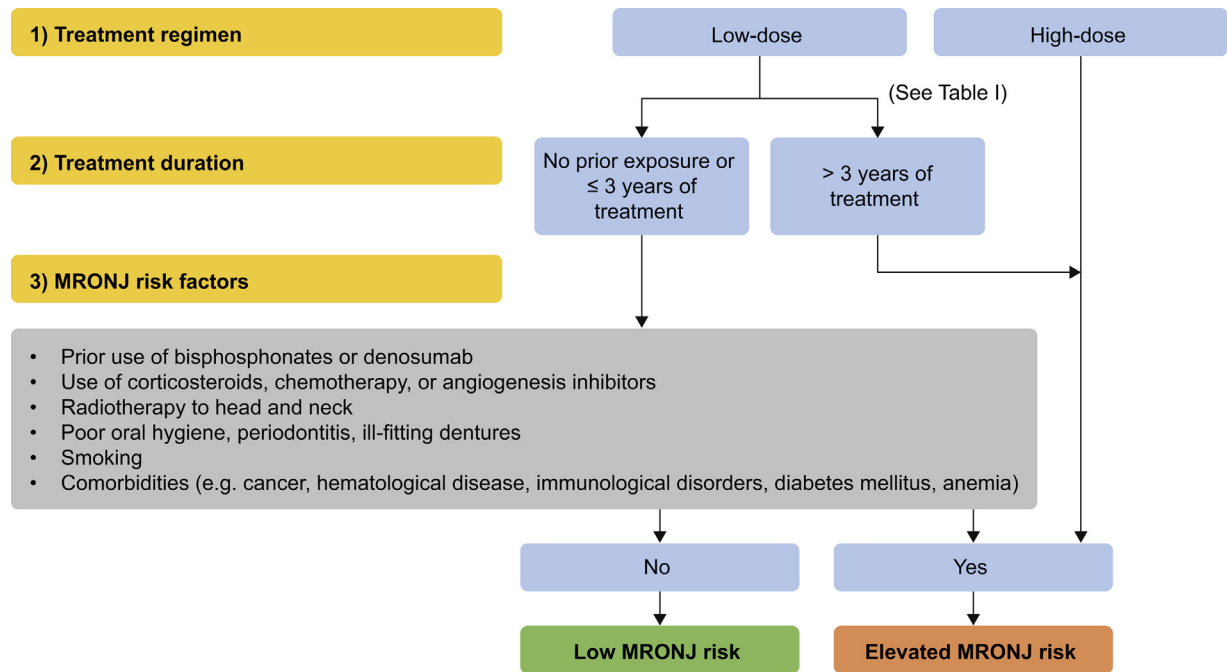 1) Treatment regimen
Low-dose
High-dose
(See Table I)
2) Treatment duration
No prior exposure or
≤ 3 years of
treatment
> 3 years of
treatment
3) MRONJ risk factors
• Prior use of bisphosphonates or denosumab
• Use of corticosteroids, chemotherapy, or angiogenesis inhibitors
• Radiotherapy to head and neck
• Poor oral hygiene, periodontitis, ill-fitting dentures
• Smoking
• Comorbidities (e.g. cancer, hematological disease, immunological disorders, diabetes mellitus, anemia)
No
Yes
Low MRONJ risk
Elevated MRONJ risk